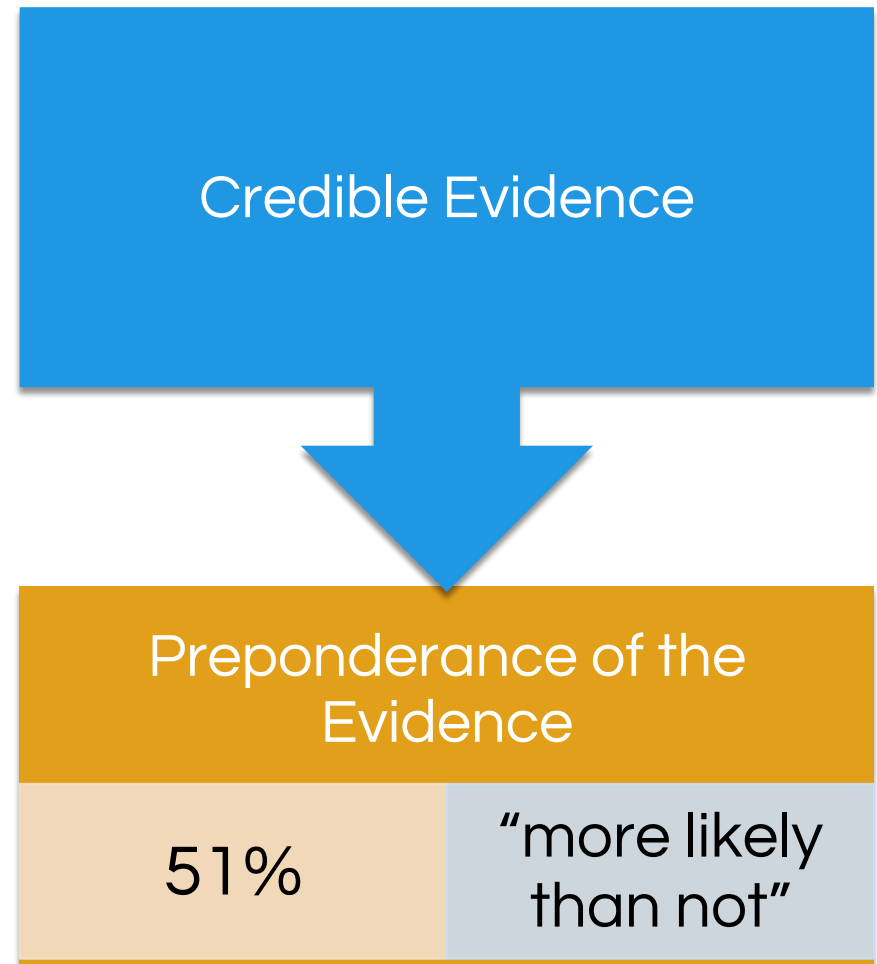 Credible Evidence
Preponderance of the
Evidence
51%
“more likely
than not”